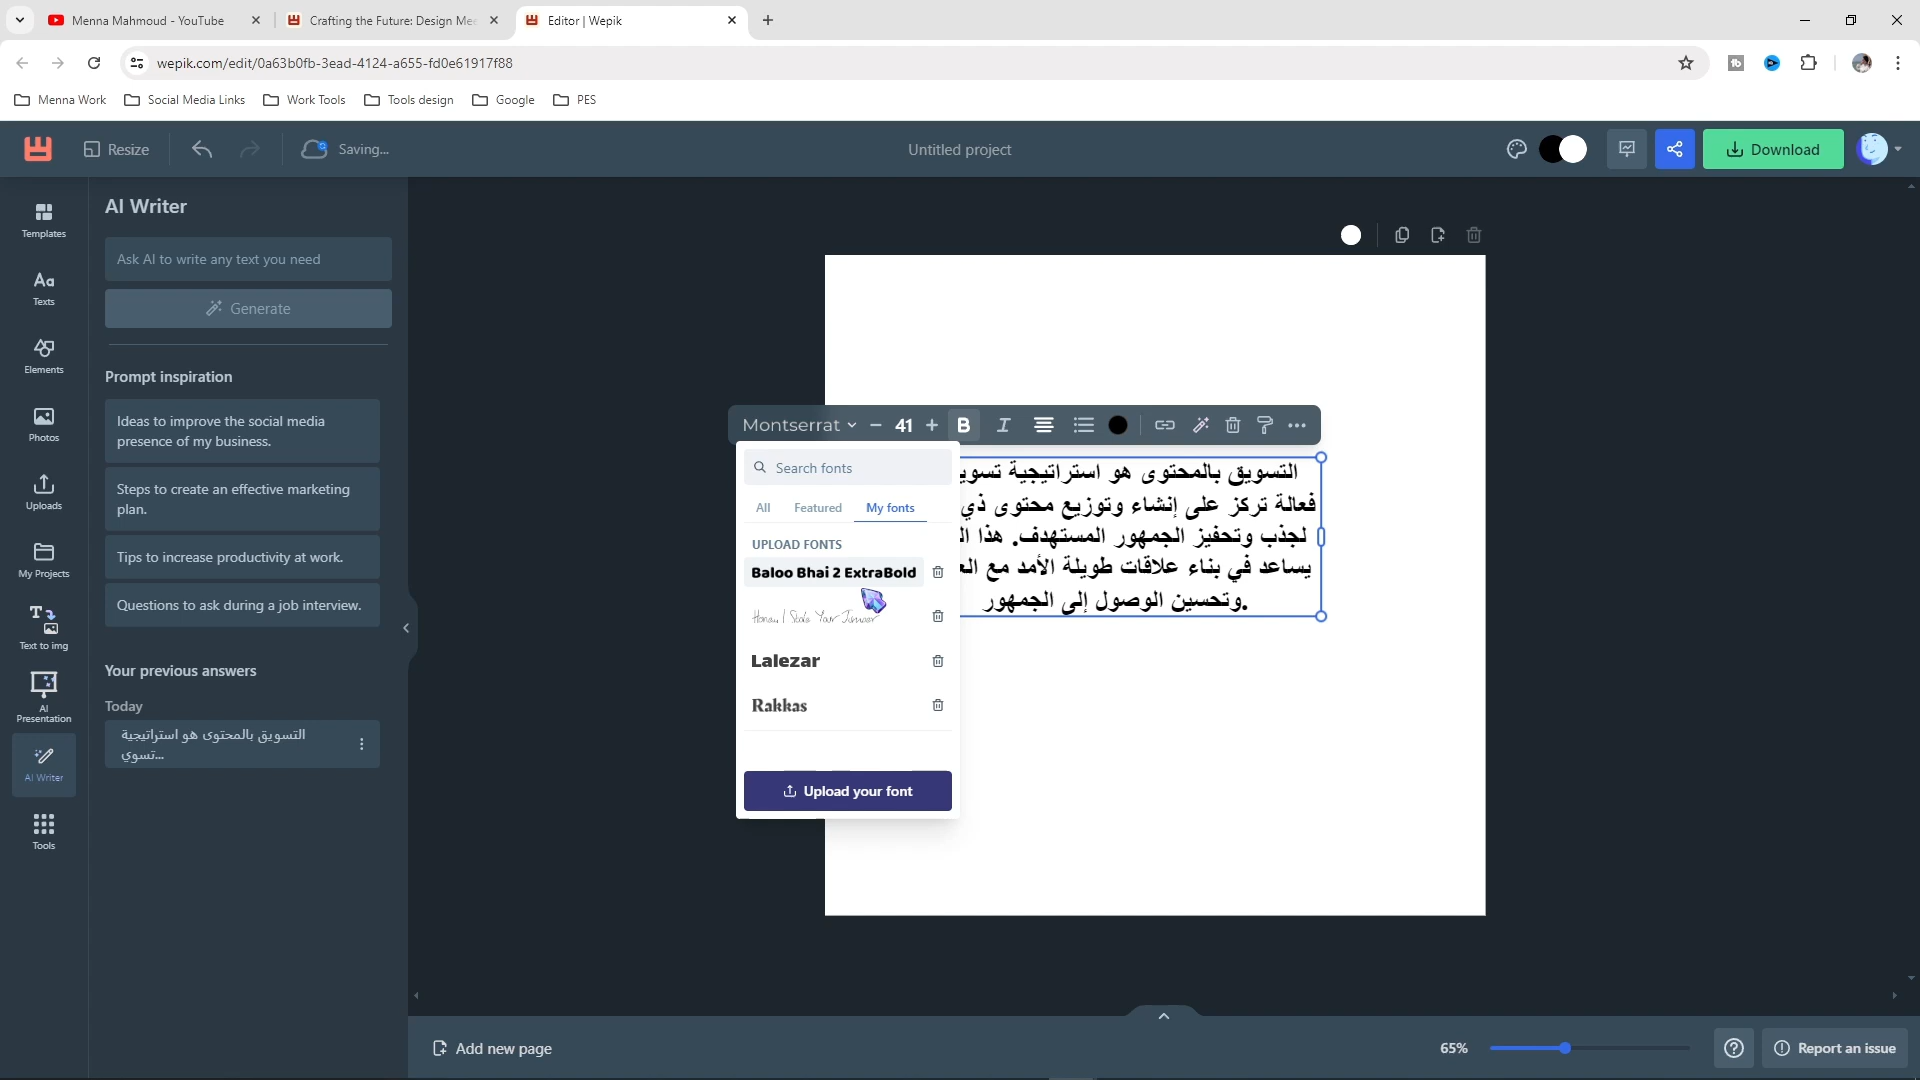 Menna Mahmoud - YouTube
Crafting the Future: Design Mee
Editor | Wepik
wepik.com/edit/0a63b0fb-3ead-4124-a655-fd0e61917f88
Menna Work
Social Media Links
Work Tools
Tools design
Google
PES
Resize
Saving...
Untitled project
Download
Templates
Texts
Elements
Photos
Uploads
My Projects
Text to img
AI Presentation
AI Writer
Tools
AI Writer
Ask AI to write any text you need
Generate
Prompt inspiration
Ideas to improve the social media
presence of my business.
Steps to create an effective marketing
plan.
Tips to increase productivity at work.
Questions to ask during a job interview.
Your previous answers
Today
التسويق بالمحتوى هو استراتيجية
تسوي...
Montserrat
41
B
I
Search fonts
All
Featured
My fonts
UPLOAD FONTS
Baloo Bhai 2 ExtraBold
Honey I Stole Your Jumper
Lalezar
Rakkas
Upload your font
التسويق بالمحتوى هو استراتيجية تسوي
فعالة تركز على إنشاء وتوزيع محتوى ذي
لجذب وتحفيز الجمهور المستهدف. هذا
يساعد في بناء علاقات طويلة الأمد مع
وتحسين الوصول إلى الجمهور.
Add new page
65%
Report an issue